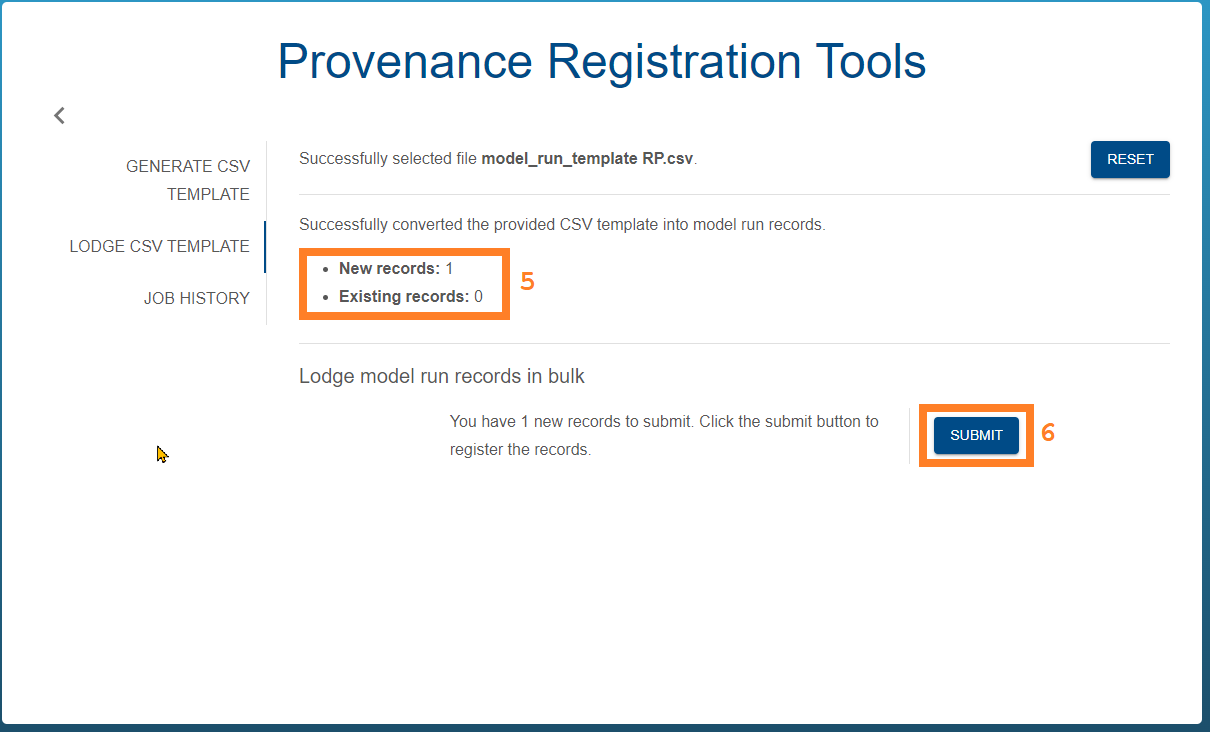 Provenance Registration Tools
GENERATE CSV
TEMPLATE
LODGE CSV TEMPLATE
JOB HISTORY
Successfully selected file model_run_template RP.csv.
RESET
Successfully converted the provided CSV template into model run records.
New records: 1
Existing records: 0
5
Lodge model run records in bulk
You have 1 new records to submit. Click the submit button to
register the records.
SUBMIT
6